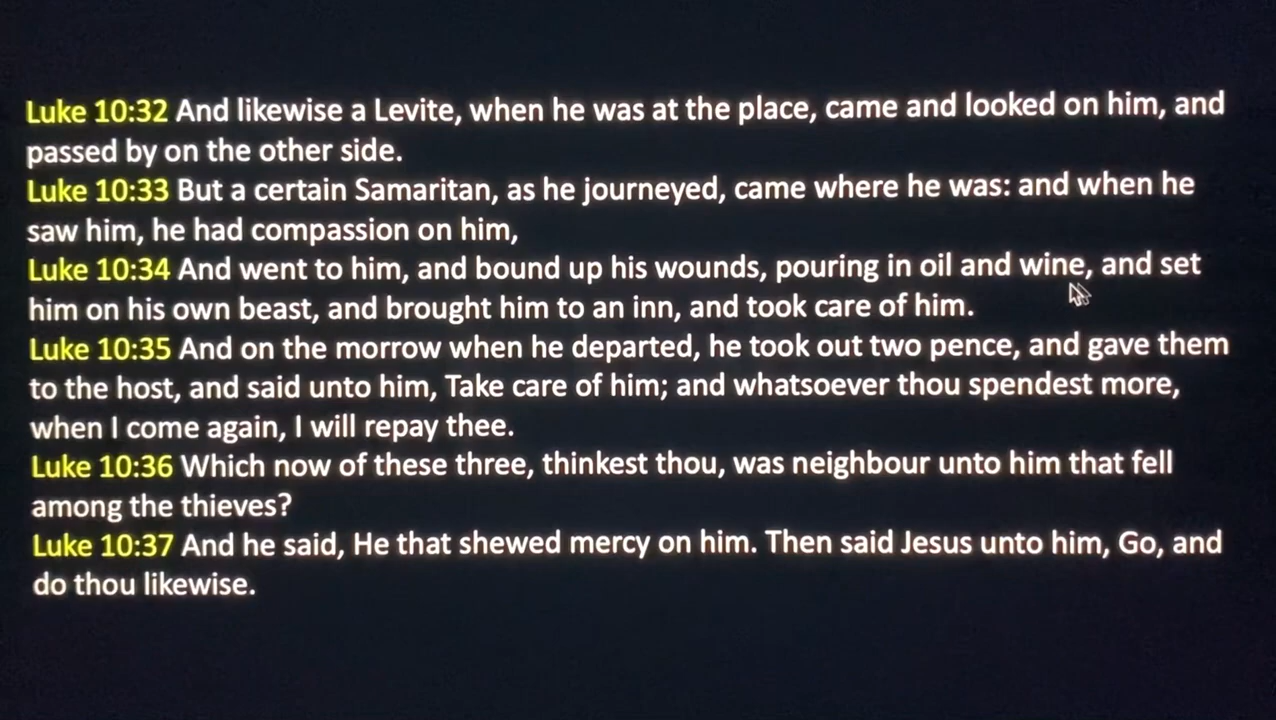 Luke 10:32 And likewise a Levite, when he was at the place, came and looked on him, and
passed by on the other side.
Luke 10:33 But a certain Samaritan, as he journeyed, came where he was: and when he
saw him, he had compassion on him,
Luke 10:34 And went to him, and bound up his wounds, pouring in oil and wine, and set
him on his own beast, and brought him to an inn, and took care of him.
Luke 10:35 And on the morrow when he departed, he took out two pence, and gave them
to the host, and said unto him, Take care of him; and whatsoever thou spendest more,
when I come again, I will repay thee.
Luke 10:36 Which now of these three, thinkest thou, was neighbour unto him that fell
among the thieves?
Luke 10:37 And he said, He that shewed mercy on him. Then said Jesus unto him, Go, and
do thou likewise.